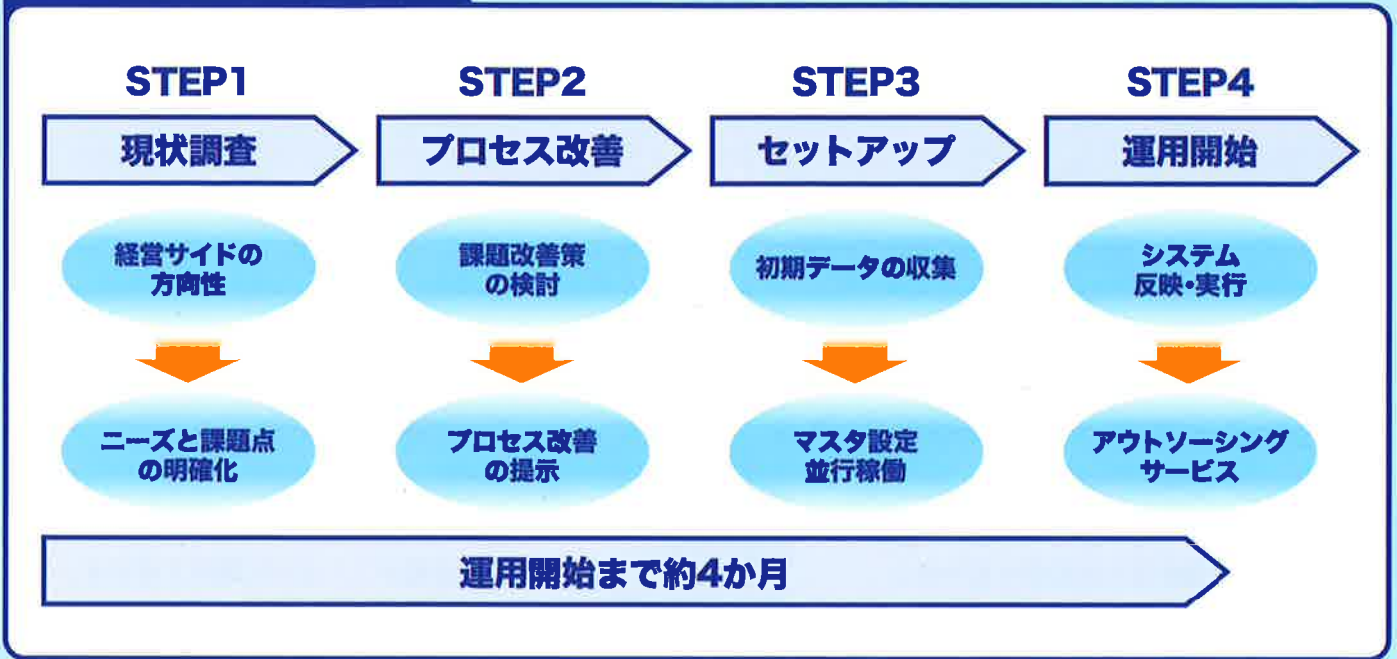 STEP1
現状調査
経営サイドの
方向性
ニーズと課題点
の明確化
STEP2
プロセス改善
課題改善策
の検討
プロセス改善
の提示
STEP3
セットアップ
初期データの収集
マスタ設定
並行稼働
STEP4
運用開始
システム
反映・実行
アウトソーシング
サービス
運用開始まで約4か月